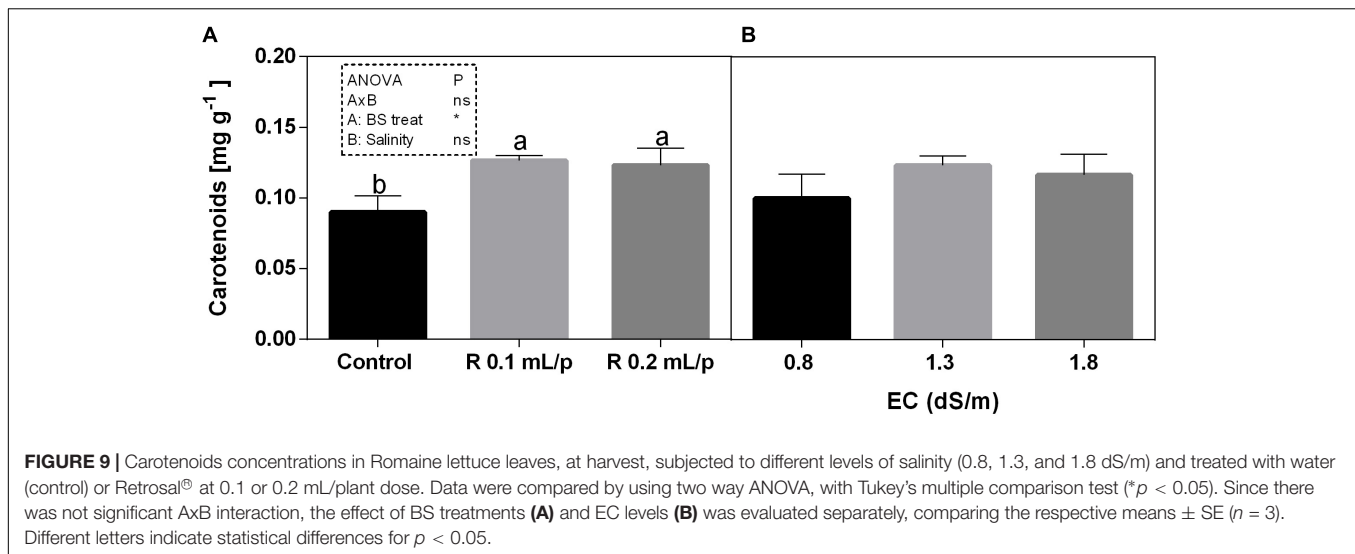 A
B
0.20
0.15
0.10
0.05
0.00
Carotenoids [mg g⁻¹]
ANOVA P
AxB ns
A: BS treat *
B: Salinity ns
b
a
a
Control R 0.1 mL/p R 0.2 mL/p
0.8 1.3 1.8
EC (dS/m)
FIGURE 9 | Carotenoids concentrations in Romaine lettuce leaves, at harvest, subjected to different levels of salinity (0.8, 1.3, and 1.8 dS/m) and treated with water
(control) or Retrosal® at 0.1 or 0.2 mL/plant dose. Data were compared by using two way ANOVA, with Tukey's multiple comparison test (*p < 0.05). Since there
was not significant AxB interaction, the effect of BS treatments (A) and EC levels (B) was evaluated separately, comparing the respective means ± SE (n = 3).
Different letters indicate statistical differences for p < 0.05.